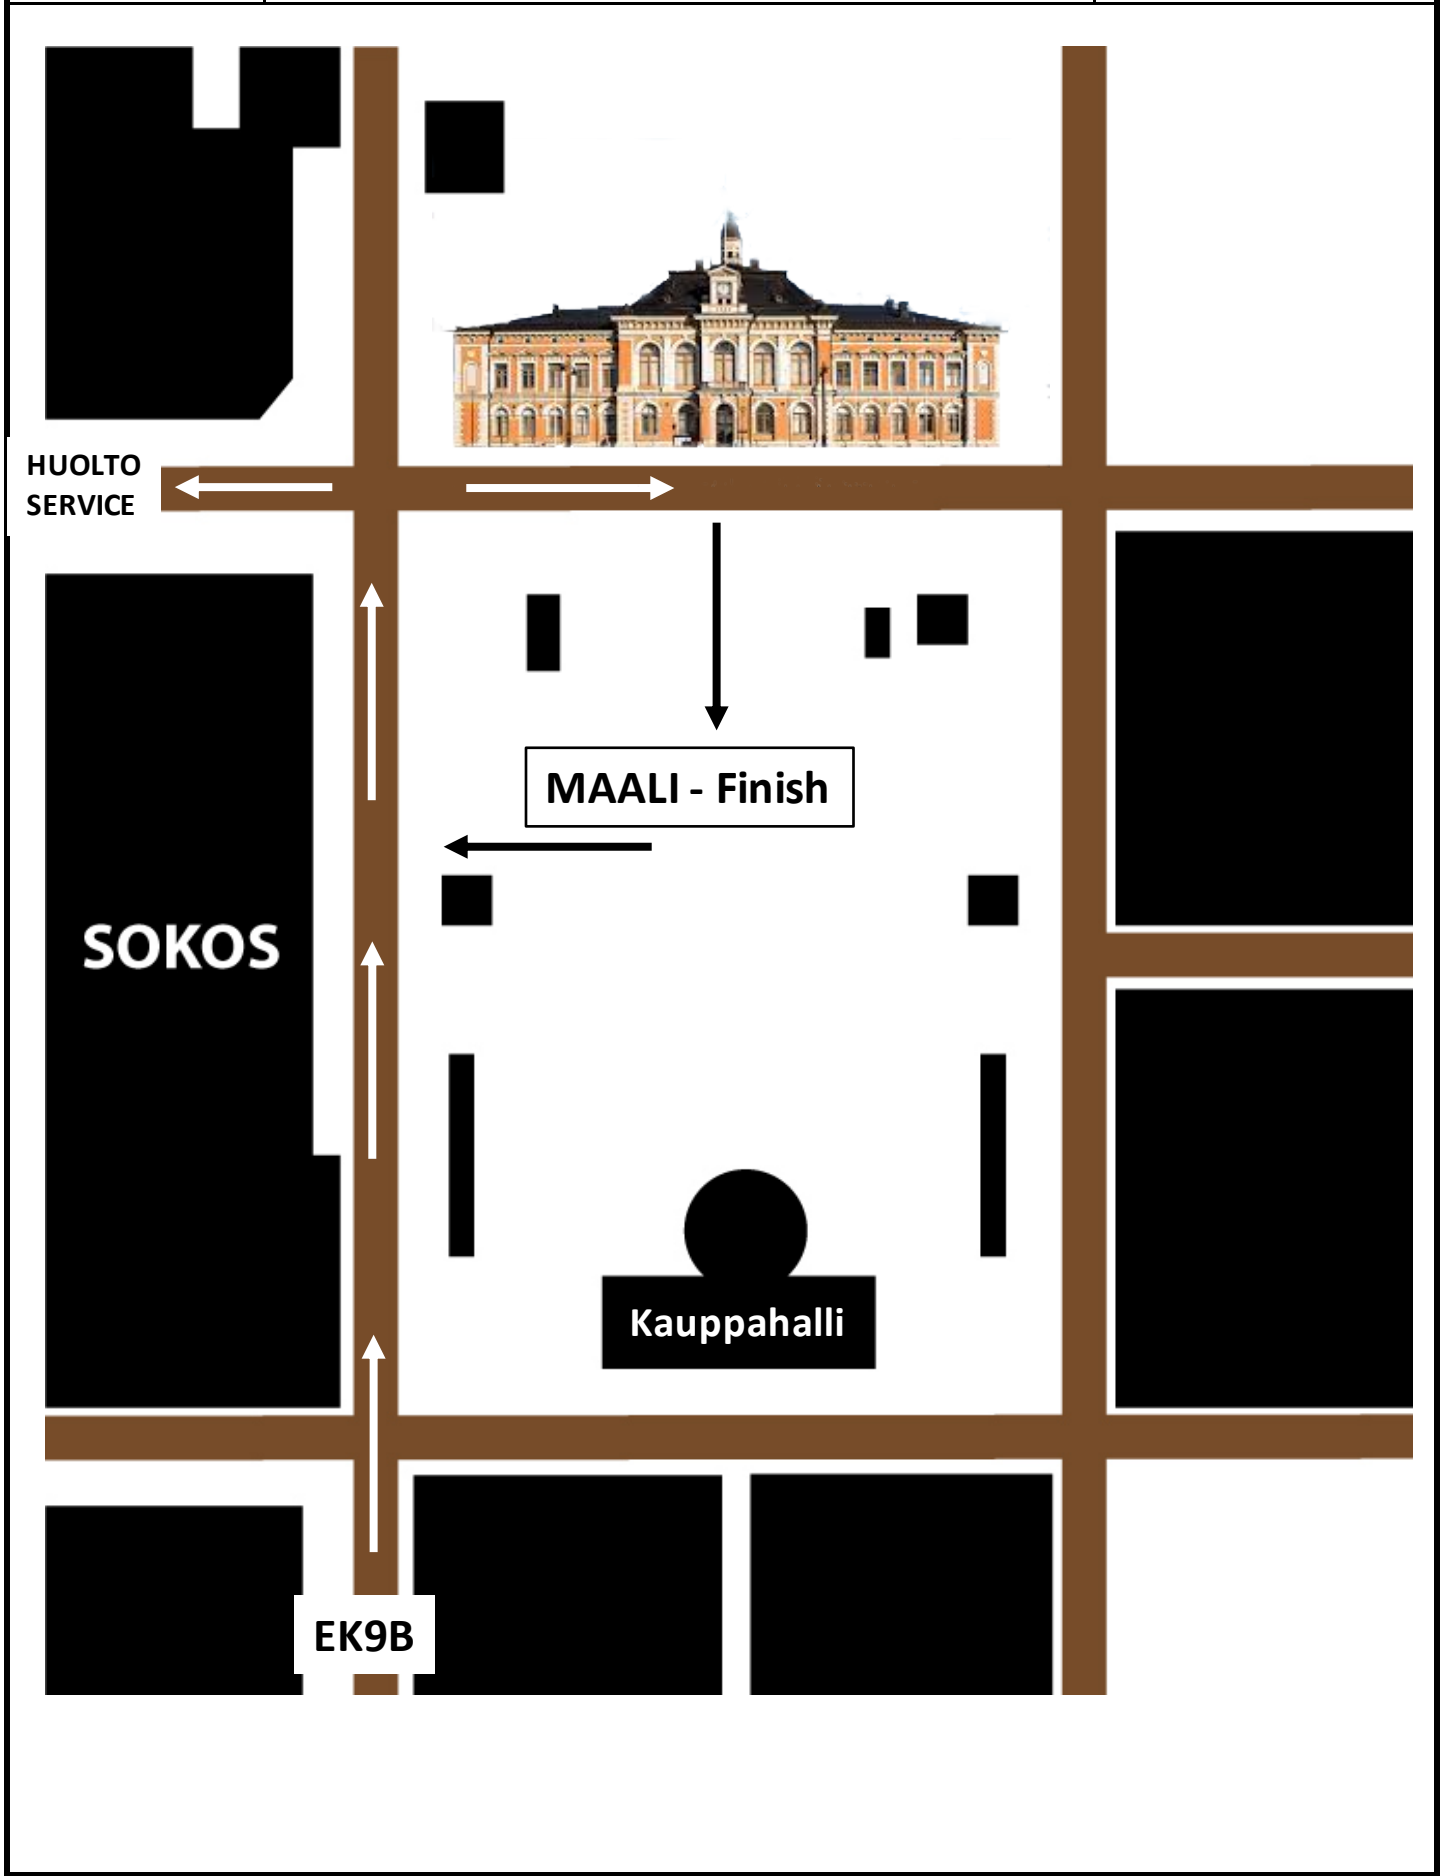 HUOLTO
SERVICE
MAALI - Finish
SOKOS
Kauppahalli
EK9B